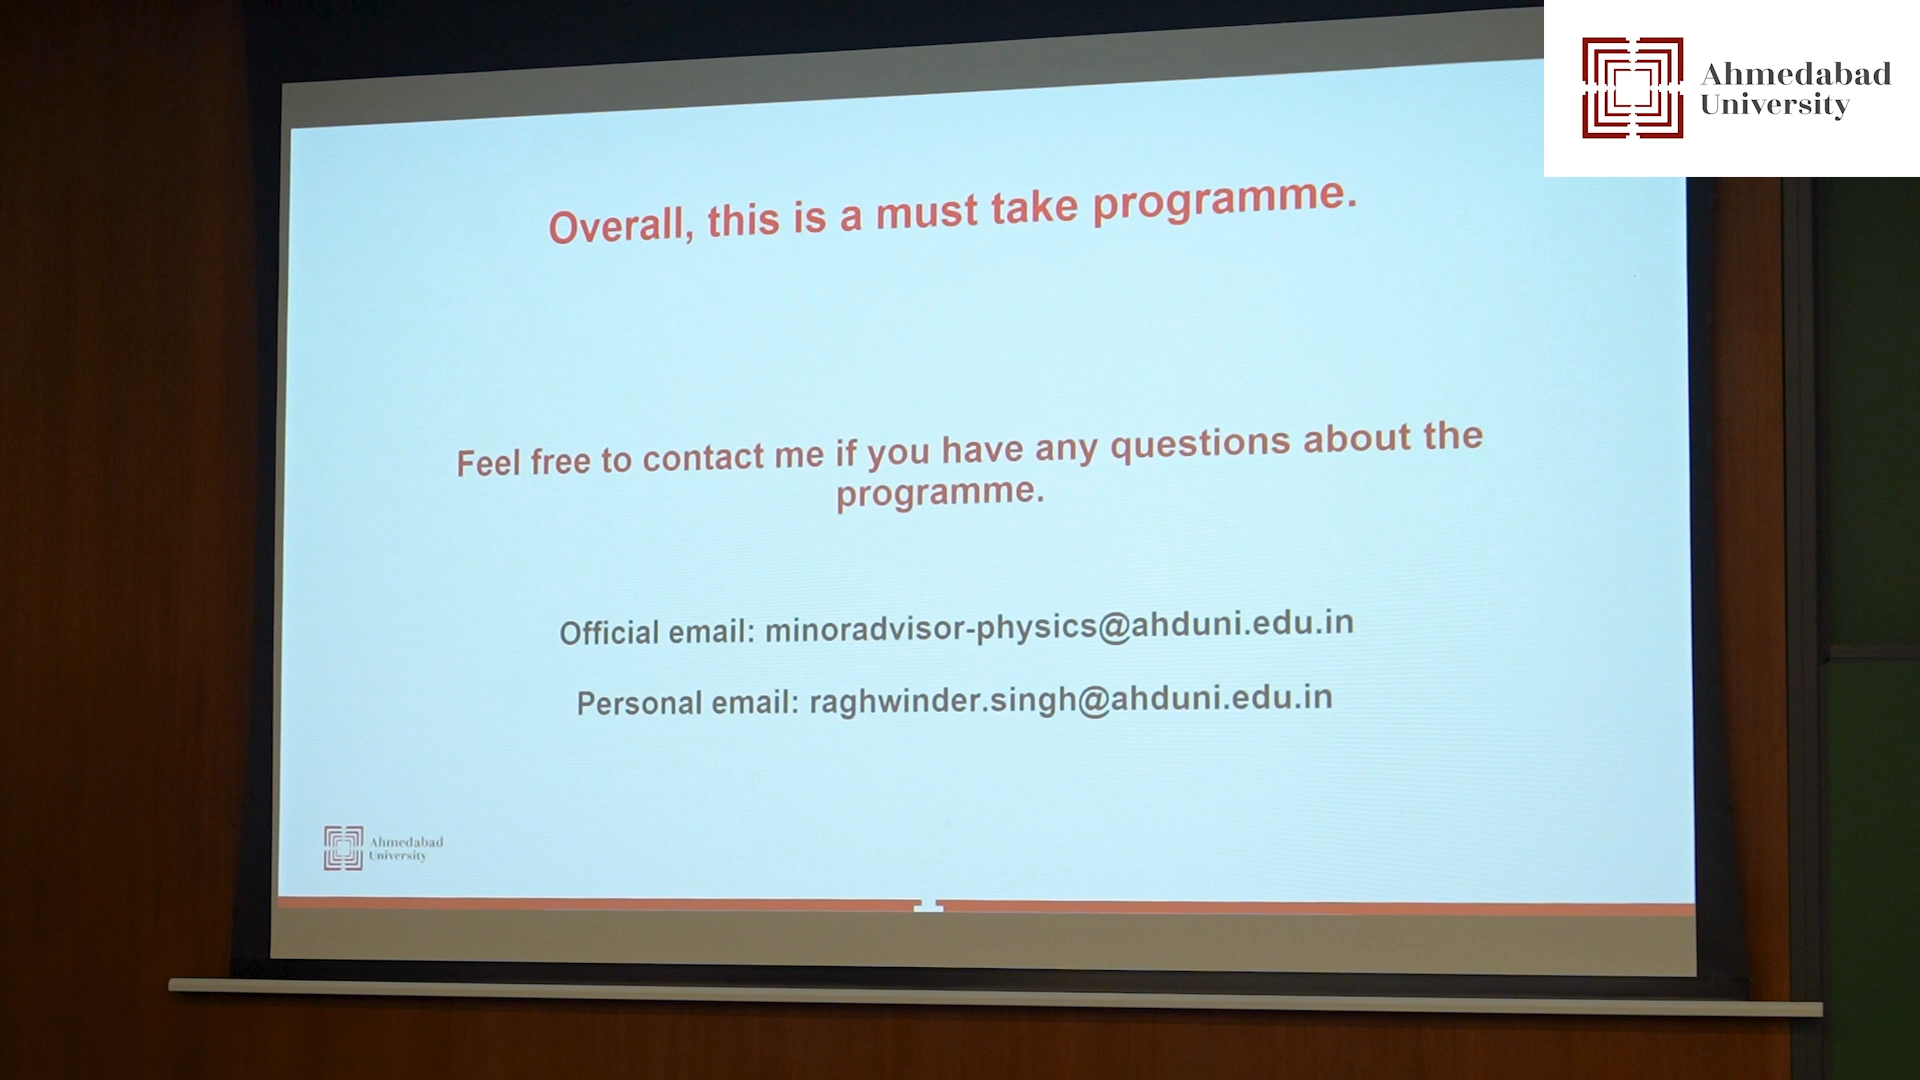 Ahmedabad
University
Overall, this is a must take programme.
Feel free to contact me if you have any questions about the
programme.
Official email: minoradvisor-physics@ahduni.edu.in
Personal email: raghwinder.singh@ahduni.edu.in
Ahmedabad
University